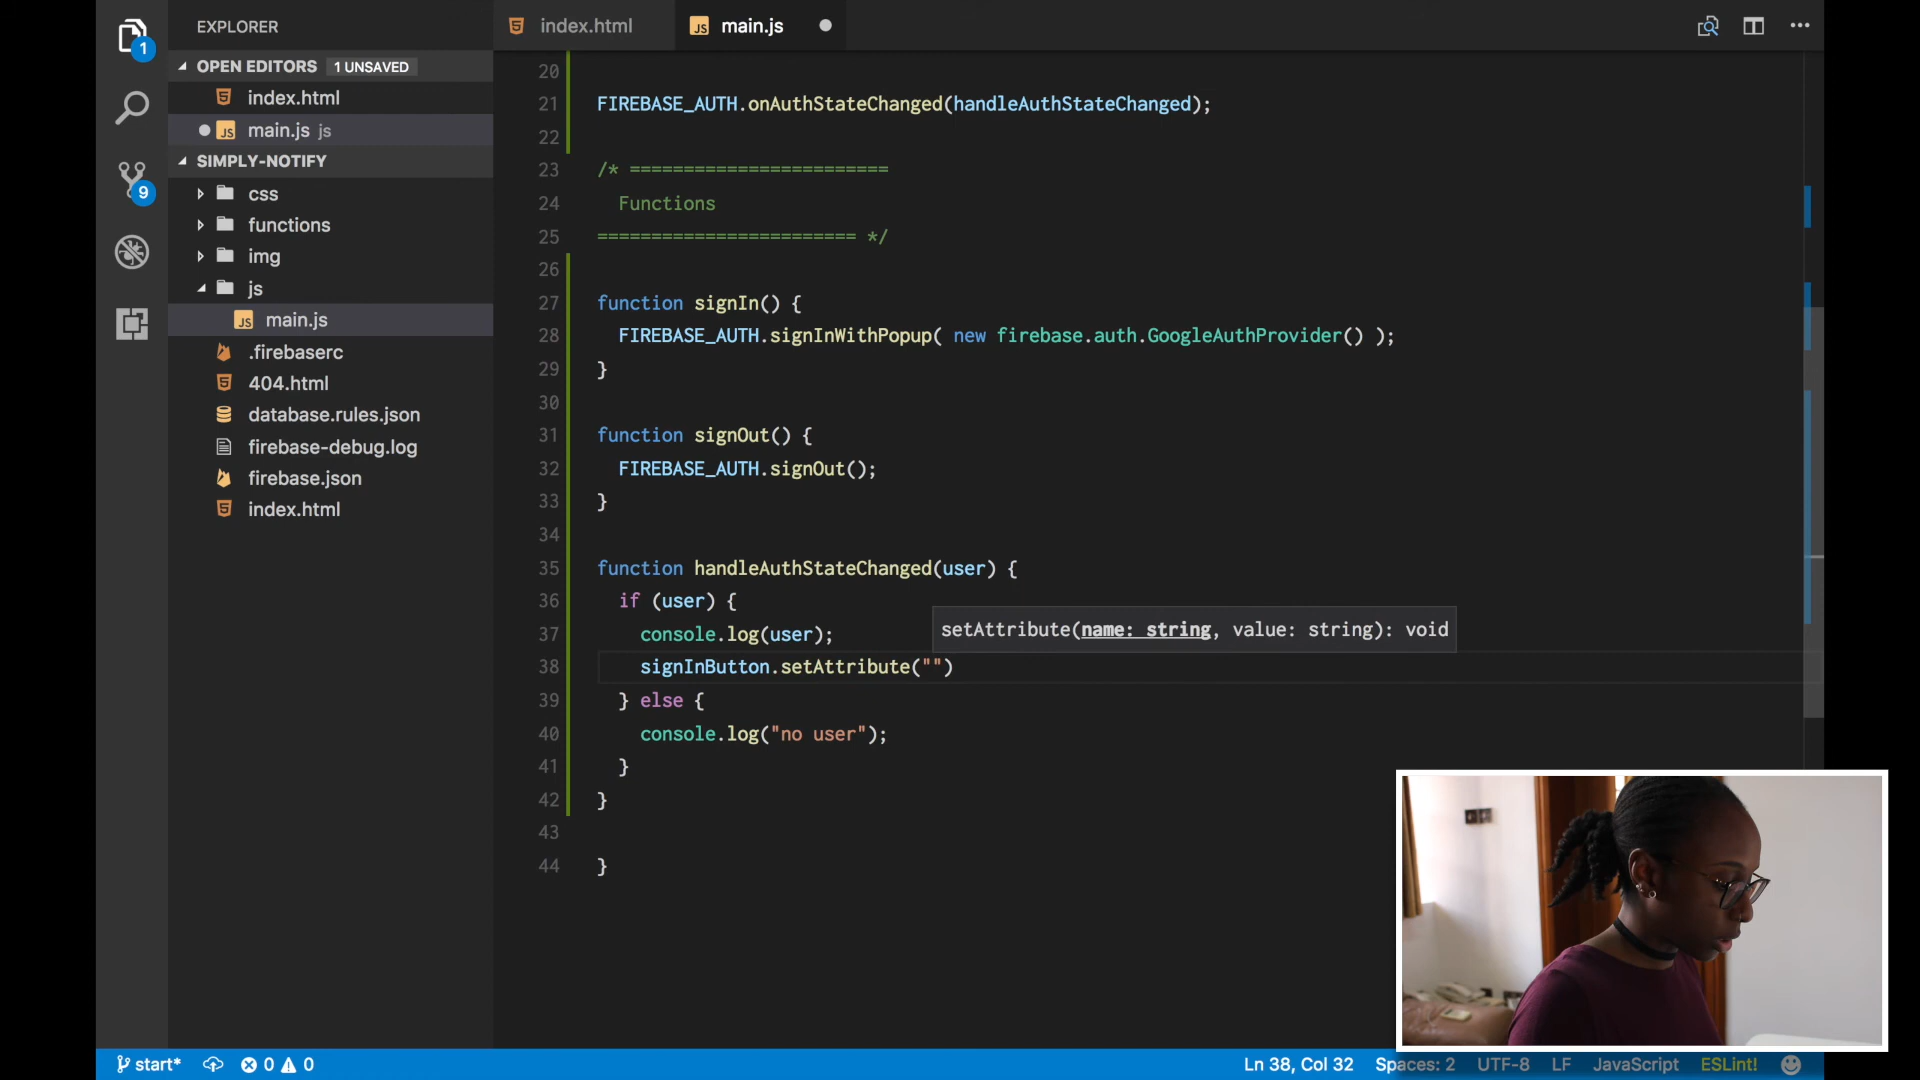 EXPLORER
index.html
main.js
OPEN EDITORS 1 UNSAVED
index.html
main.js js
SIMPLY-NOTIFY
css
functions
img
js
main.js
.firebaserc
404.html
database.rules.json
firebase-debug.log
firebase.json
index.html
1
9
20
21 FIREBASE_AUTH.onAuthStateChanged(handleAuthStateChanged);
22
23 /* ========================
24 Functions
25 ======================== */
26
27 function signIn() {
28 FIREBASE_AUTH.signInWithPopup( new firebase.auth.GoogleAuthProvider() );
29 }
30
31 function signOut() {
32 FIREBASE_AUTH.signOut();
33 }
34
35 function handleAuthStateChanged(user) {
36 if (user) {
37 console.log(user);
setAttribute(name: string, value: string): void
38 signInButton.setAttribute("")
39 } else {
40 console.log("no user");
41 }
42 }
43
44 }
start* 0 0 Ln 38, Col 32 Spaces: 2 UTF-8 LF JavaScript ESLint!